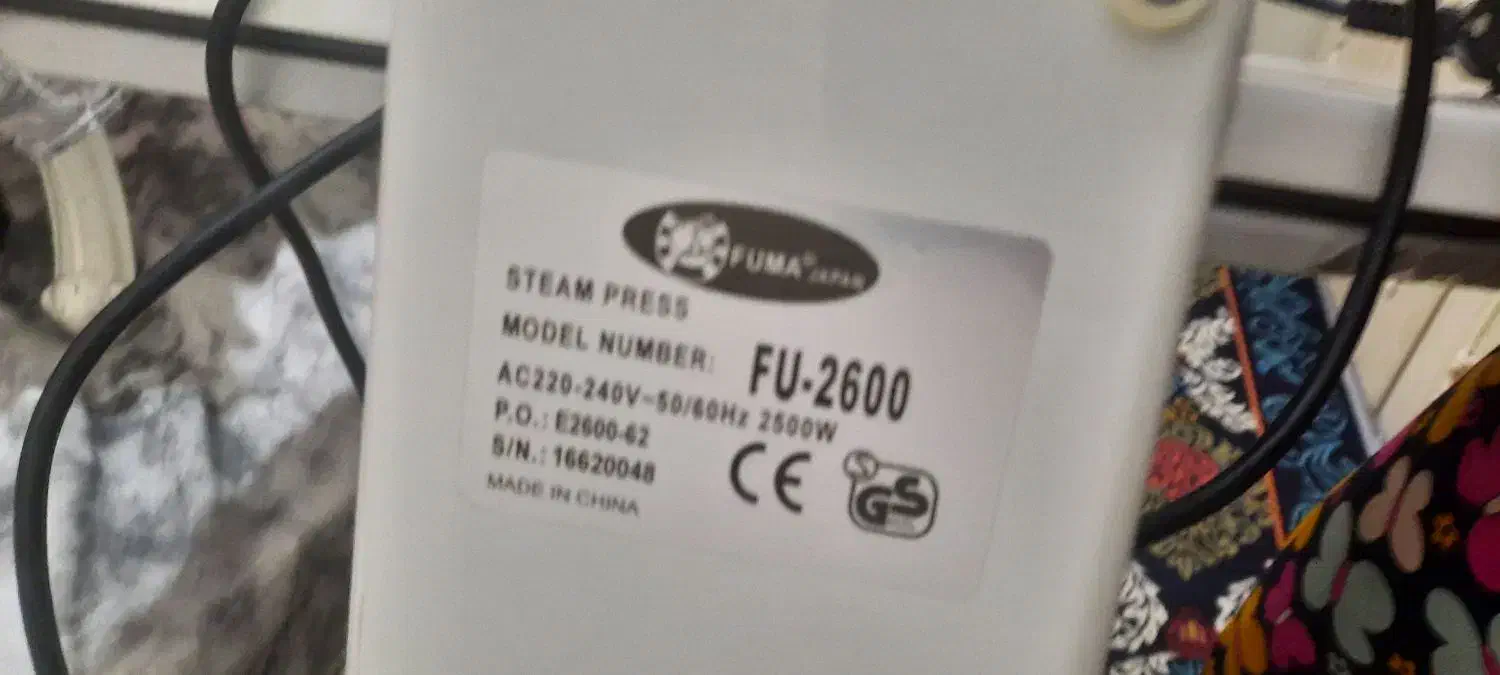 FUMA® JAPAN
STEAM PRESS
MODEL NUMBER: FU-2600
AC220-240V~50/60Hz 2500W
P.O.: E2600-62
S/N.: 16620048
MADE IN CHINA
CE
S GS